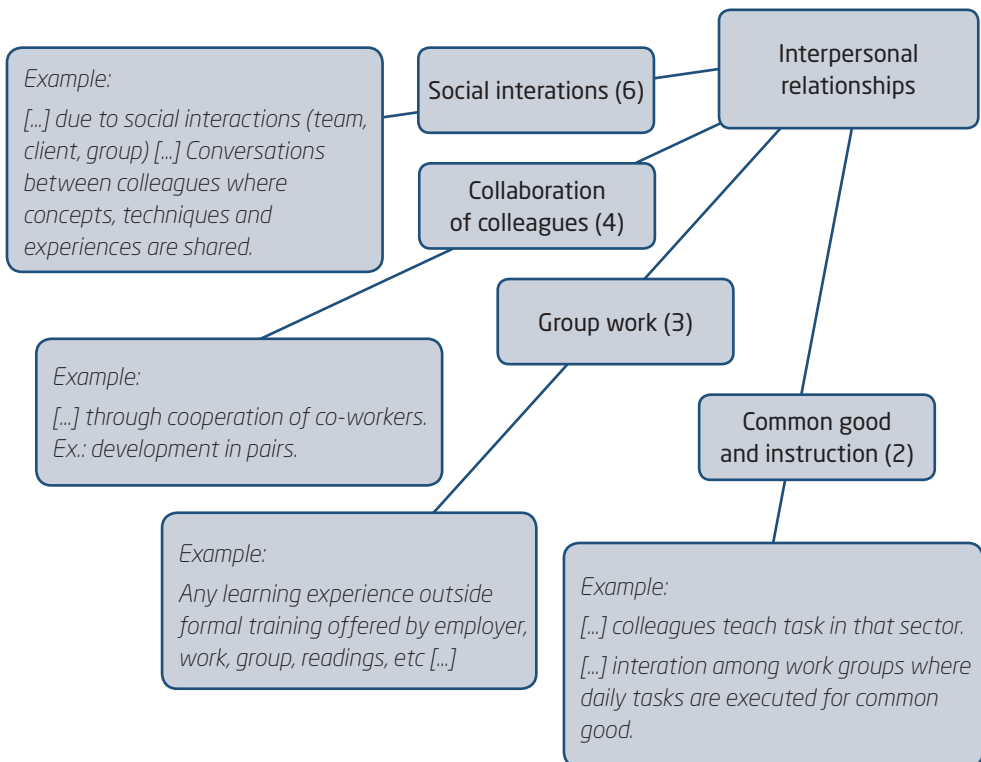 Interpersonal
relationships
Social interations (6)
Example:
[...] due to social interactions (team,
client, group) [...] Conversations
between colleagues where
concepts, techniques and
experiences are shared.
Collaboration
of colleagues (4)
Example:
[...] through cooperation of co-workers.
Ex.: development in pairs.
Group work (3)
Example:
Any learning experience outside
formal training offered by employer,
work, group, readings, etc [...]
Common good
and instruction (2)
Example:
[...] colleagues teach task in that sector.
[...] interation among work groups where
daily tasks are executed for common
good.